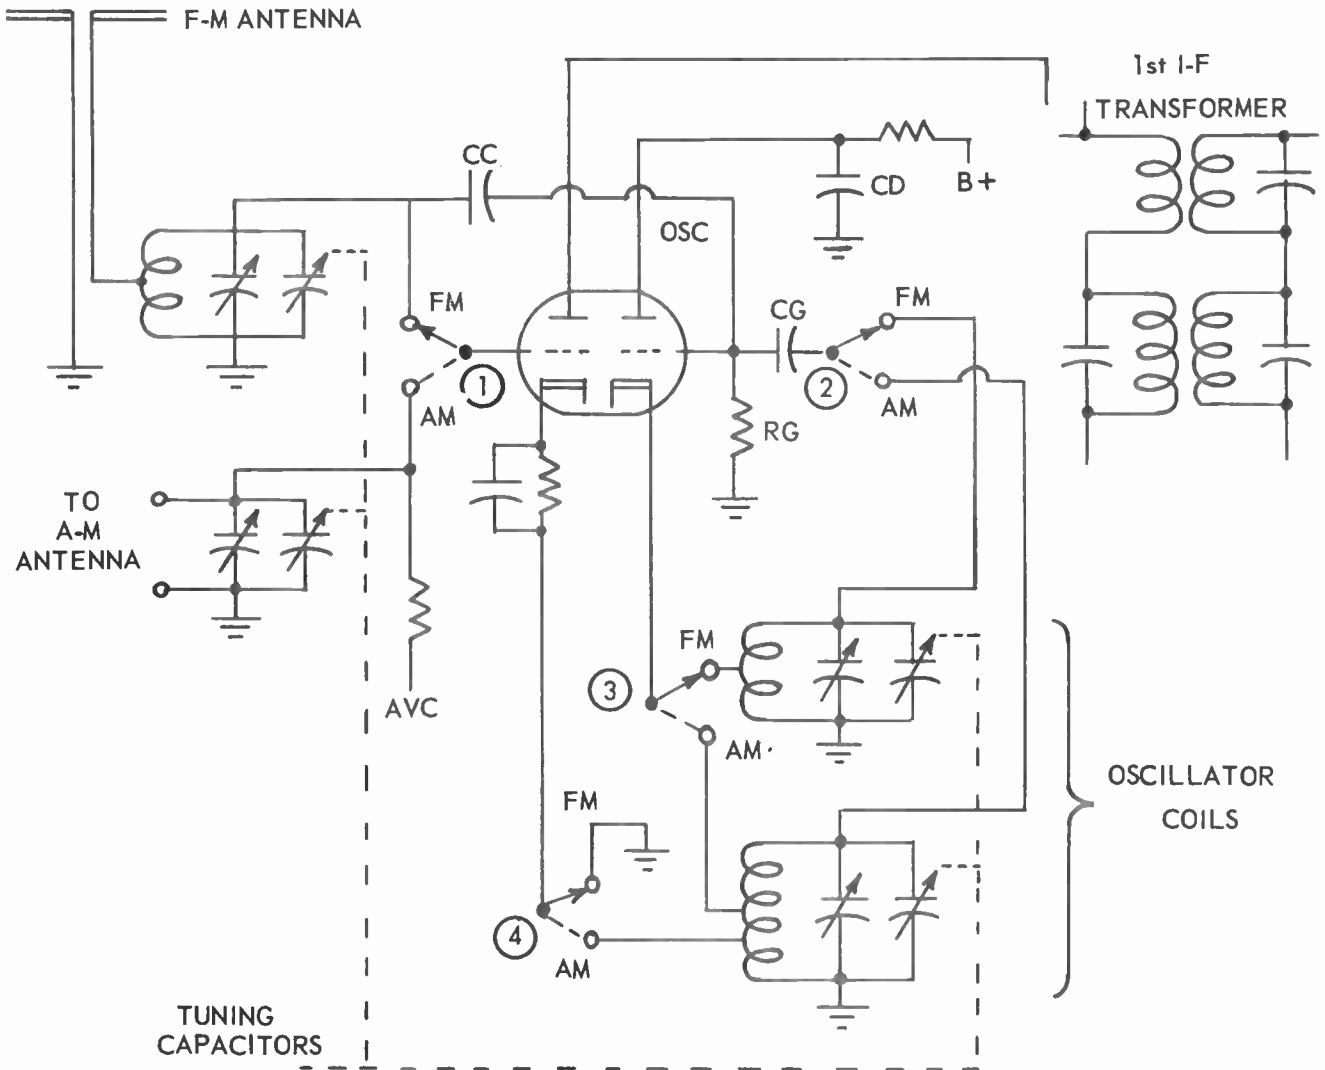 F-M ANTENNA
1st I-F
TRANSFORMER
CC
CD
B+
OSC
FM
CG
FM
1
2
AM
AM
RG
TO
A-M
ANTENNA
FM
3
AVC
AM.
OSCILLATOR
COILS
FM
4
AM
TUNING
CAPACITORS